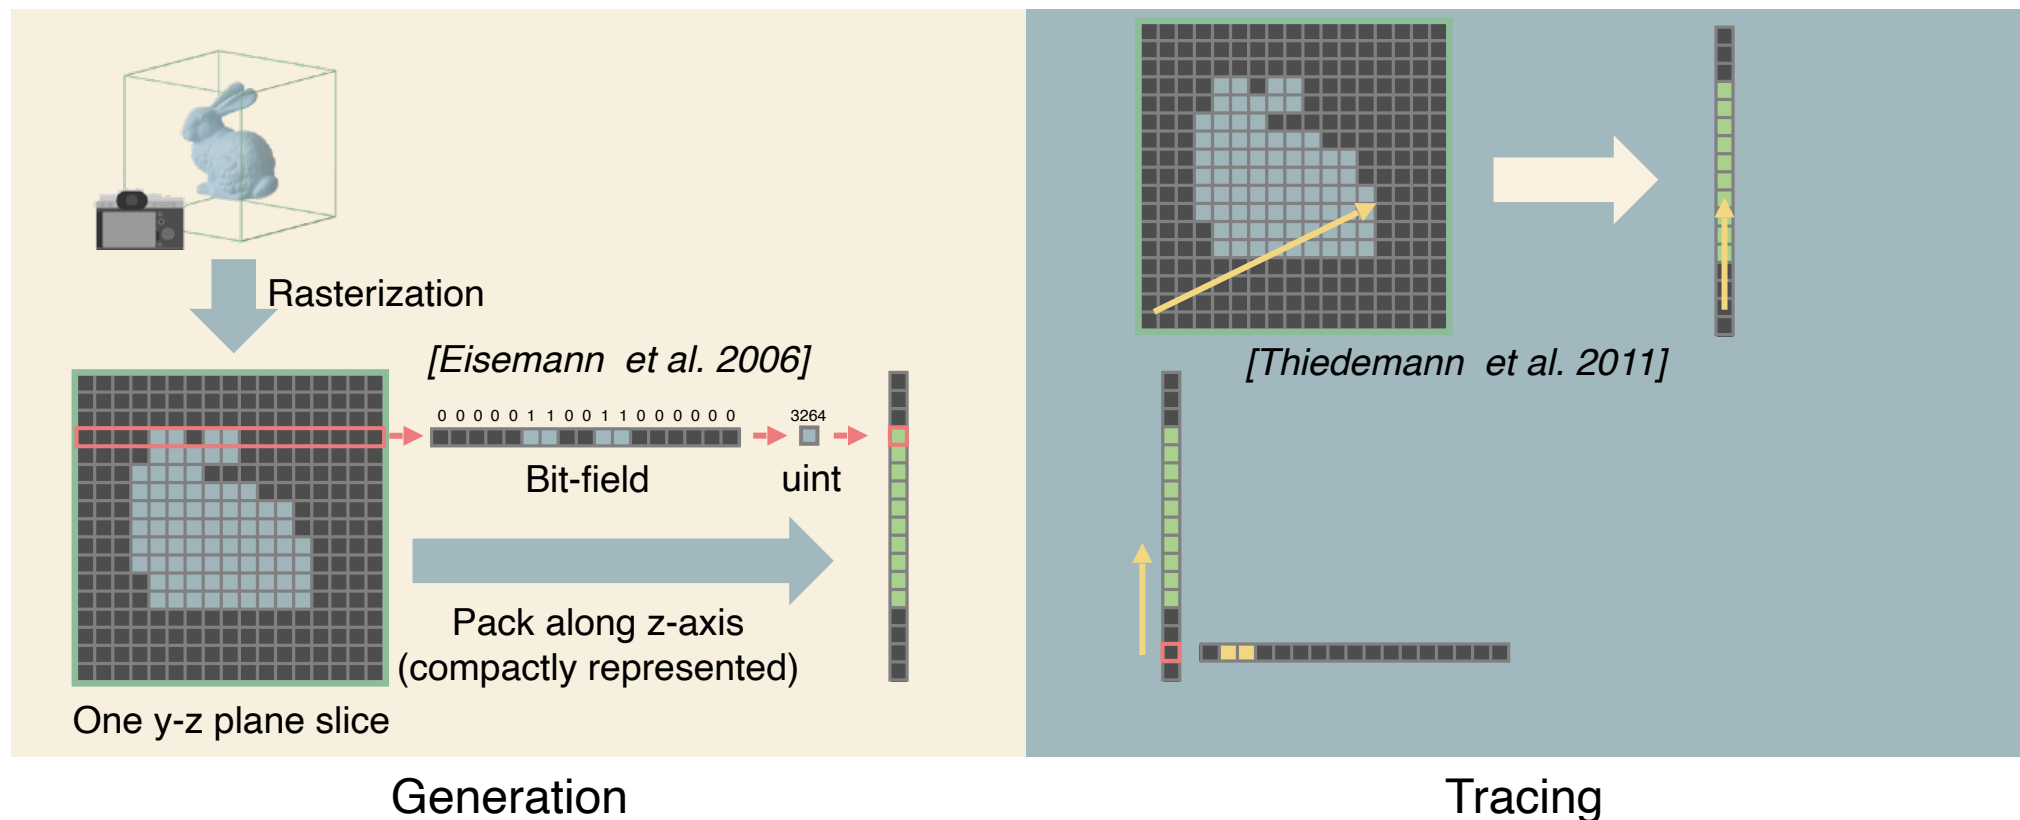 Rasterization
[Eisemann et al. 2006]
0 0 0 0 0 1 1 0 0 1 1 0 0 0 0 0 0
3264
Bit-field
uint
Pack along z-axis
(compactly represented)
One y-z plane slice
Generation
[Thiedemann et al. 2011]
Tracing